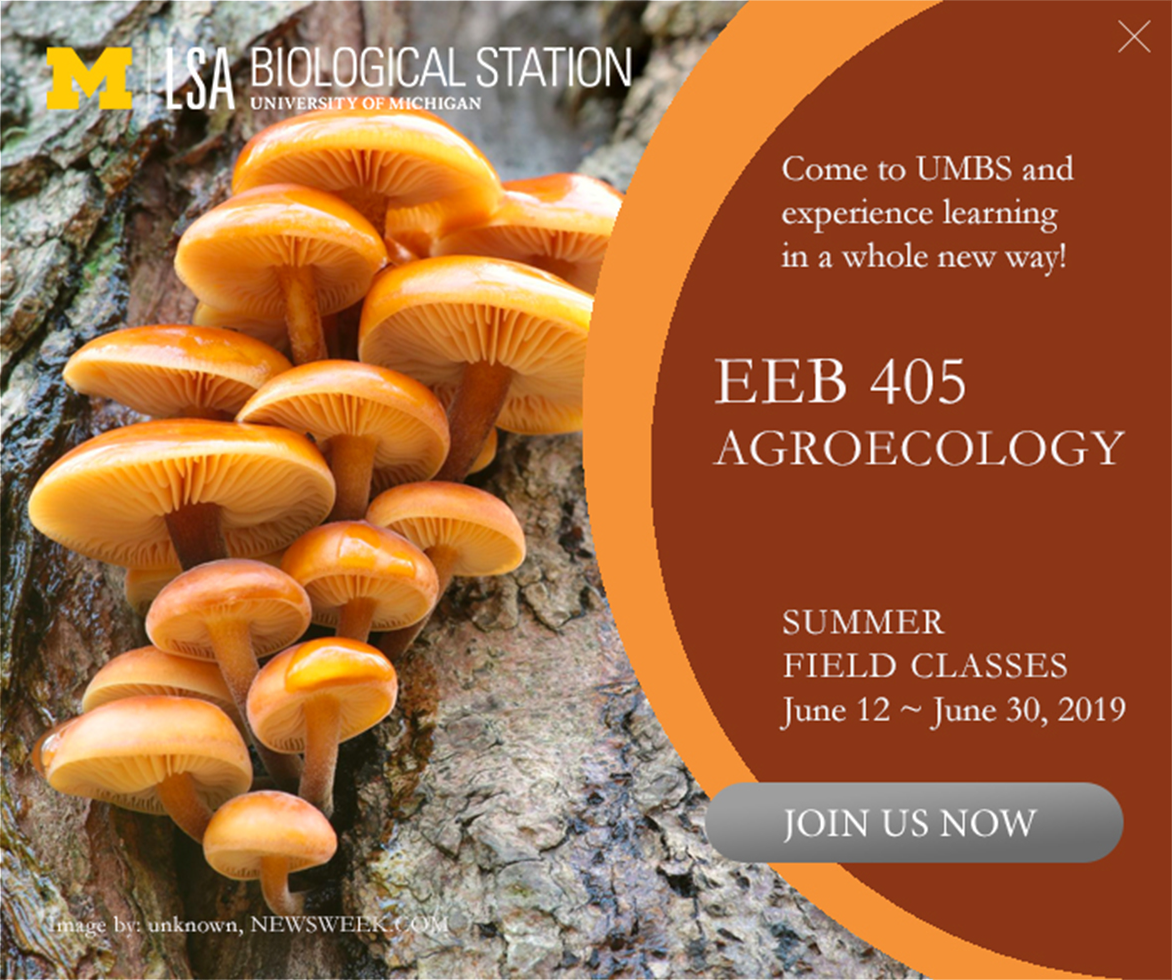 M LSA BIOLOGICAL STATION
UNIVERSITY OF MICHIGAN
Come to UMBS and
experience learning
in a whole new way!
EEB 405
AGROECOLOGY
SUMMER
FIELD CLASSES
June 12 ~ June 30, 2019
JOIN US NOW
Image by: unknown, NEWSWEEK.COM